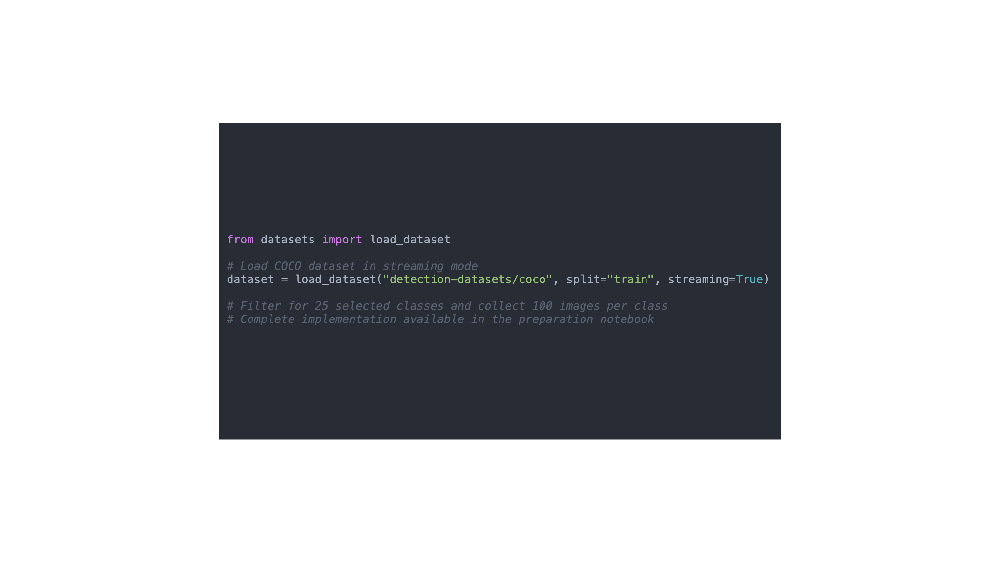 from datasets import load_dataset
# Load COCO dataset in streaming mode
dataset = load_dataset("detection-datasets/coco", split="train", streaming=True)
# Filter for 25 selected classes and collect 100 images per class
# Complete implementation available in the preparation notebook